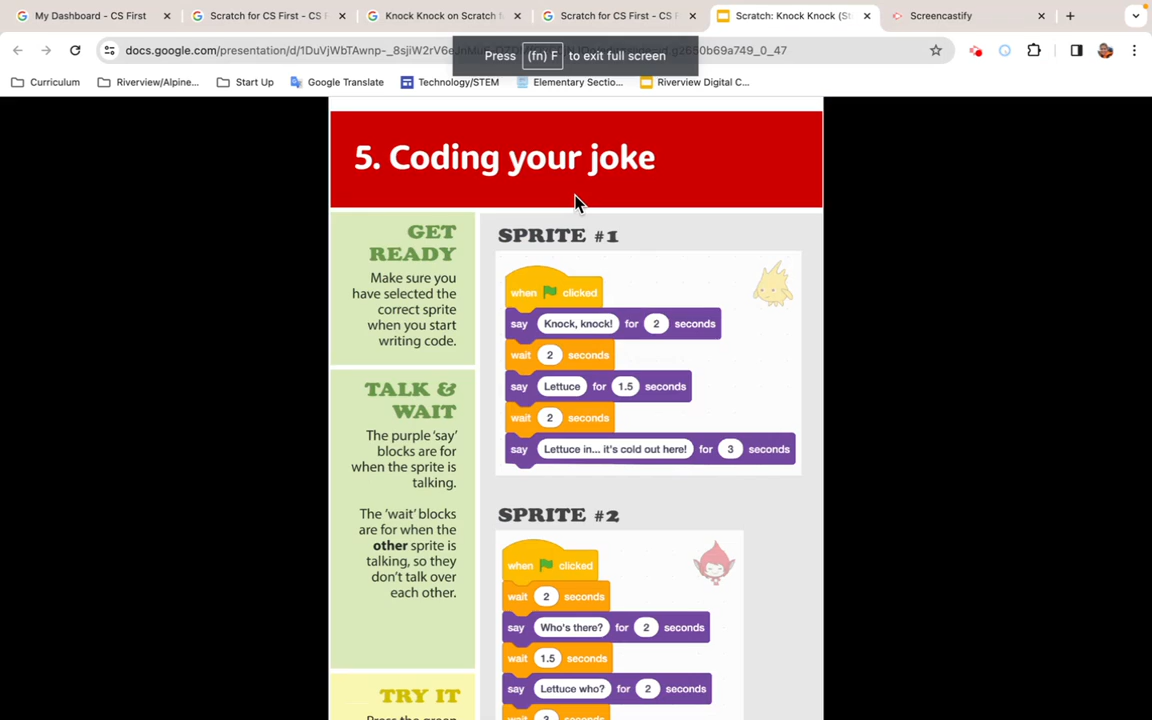 My Dashboard - CS First
Scratch for CS First - CS F
Knock Knock on Scratch
Scratch for CS First - CS F
Scratch: Knock Knock (St
Screencastify
docs.google.com/presentation/d/1DuVjWbTAwnp-_8sjiW2rV6e
g2650b69a749_0_47
Press (fn) F to exit full screen
Curriculum
Riverview/Alpine...
Start Up
Google Translate
Technology/STEM
Elementary Sectio...
Riverview Digital C...
5. Coding your joke
GET
READY
Make sure you
have selected the
correct sprite
when you start
writing code.
TALK &
WAIT
The purple 'say'
blocks are for
when the sprite is
talking.
The 'wait' blocks
are for when the
other sprite is
talking, so they
don't talk over
each other.
TRY IT
Press the green
SPRITE #1
when clicked
say Knock, knock! for 2 seconds
wait 2 seconds
say Lettuce for 1.5 seconds
wait 2 seconds
say Lettuce in... it's cold out here! for 3 seconds
SPRITE #2
when clicked
wait 2 seconds
say Who's there? for 2 seconds
wait 1.5 seconds
say Lettuce who? for 2 seconds
wait 3 seconds